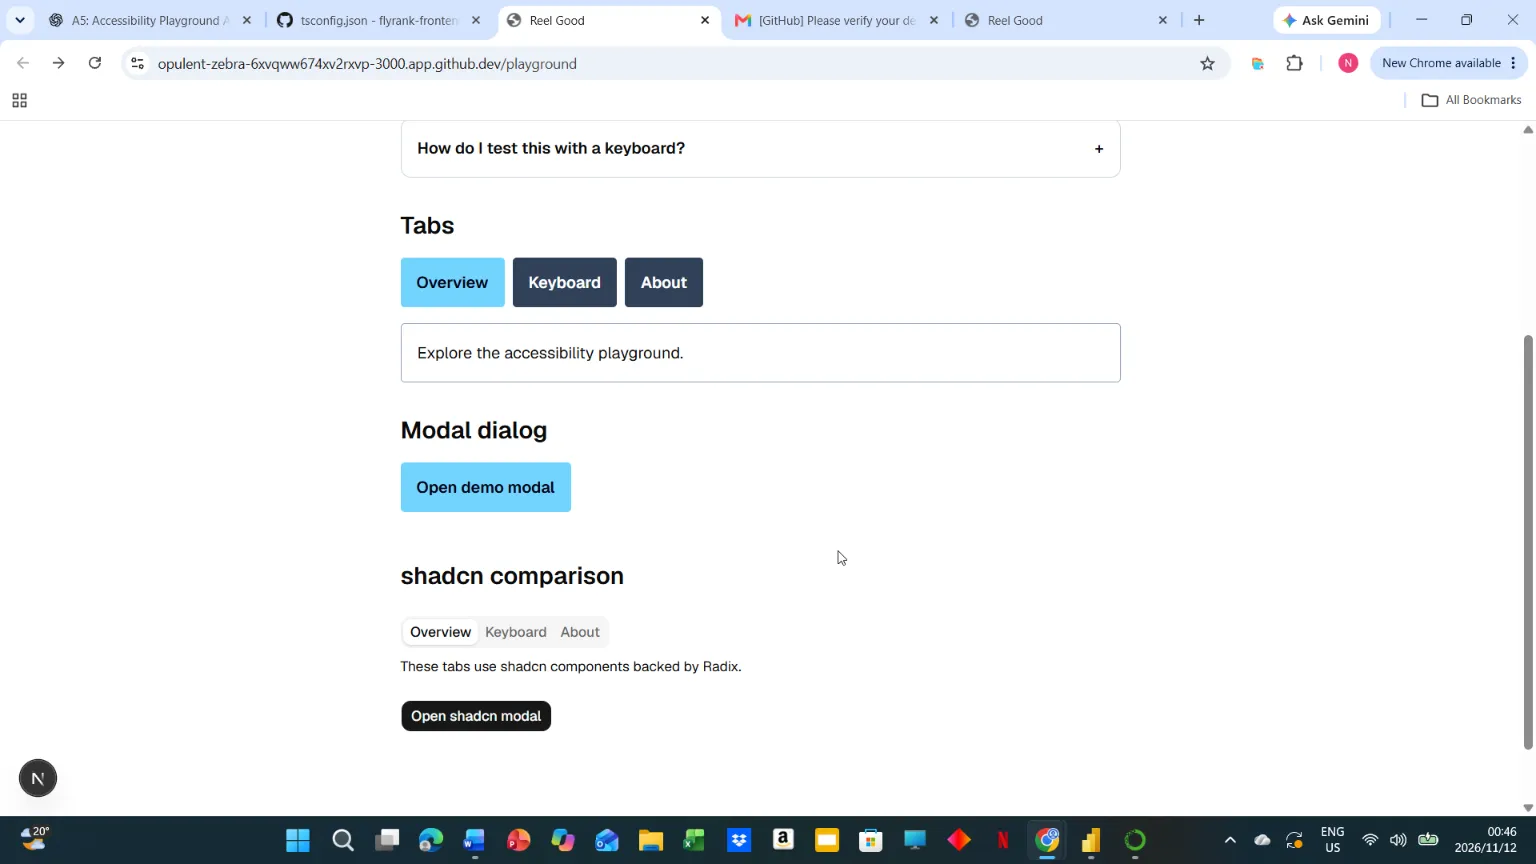 A5: Accessibility Playground A
tsconfig.json - flyrank-fronten
Reel Good
[GitHub] Please verify your de
Reel Good
Ask Gemini
opulent-zebra-6xvqww674xv2rxvp-3000.app.github.dev/playground
N
New Chrome available
All Bookmarks
How do I test this with a keyboard?
+
Tabs
Overview
Keyboard
About
Explore the accessibility playground.
Modal dialog
Open demo modal
shadcn comparison
Overview
Keyboard
About
These tabs use shadcn components backed by Radix.
Open shadcn modal
N
20°
ENG
US
00:46
2026/11/12